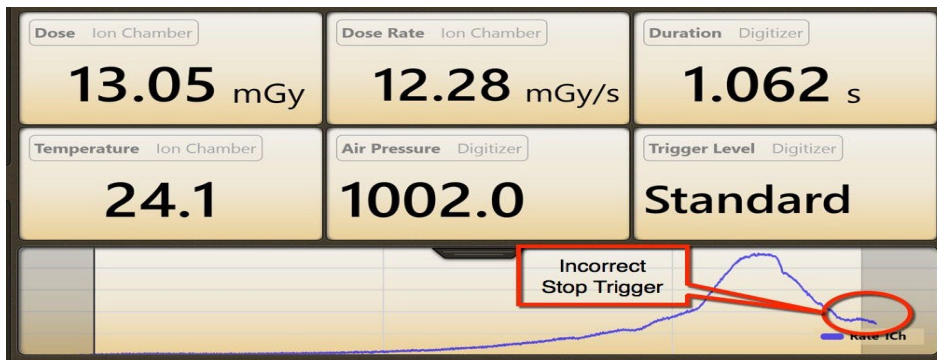 Dose Ion Chamber
13.05 mGy
Dose Rate Ion Chamber
12.28 mGy/s
Duration Digitizer
1.062 s
Temperature Ion Chamber
24.1
Air Pressure Digitizer
1002.0
Trigger Level Digitizer
Standard
Incorrect
Stop Trigger
Rate ICh